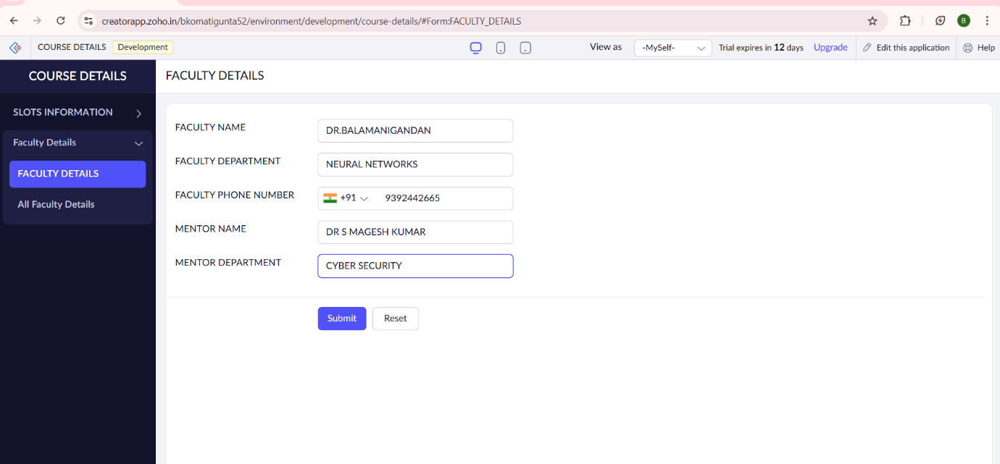 creatorapp.zoho.in/bkomatigunta52/environment/development/course-details/#Form:FACULTY_DETAILS
B
COURSE DETAILS Development View as -MySelf- Trial expires in 12 days Upgrade Edit this application Help
COURSE DETAILS
SLOTS INFORMATION
Faculty Details
FACULTY DETAILS
All Faculty Details
FACULTY DETAILS
FACULTY NAME DR.BALAMANIGANDAN
FACULTY DEPARTMENT NEURAL NETWORKS
FACULTY PHONE NUMBER +91 9392442665
MENTOR NAME DR S MAGESH KUMAR
MENTOR DEPARTMENT CYBER SECURITY
Submit Reset